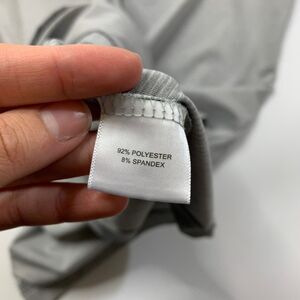 92% POLYESTER
8% SPANDEX